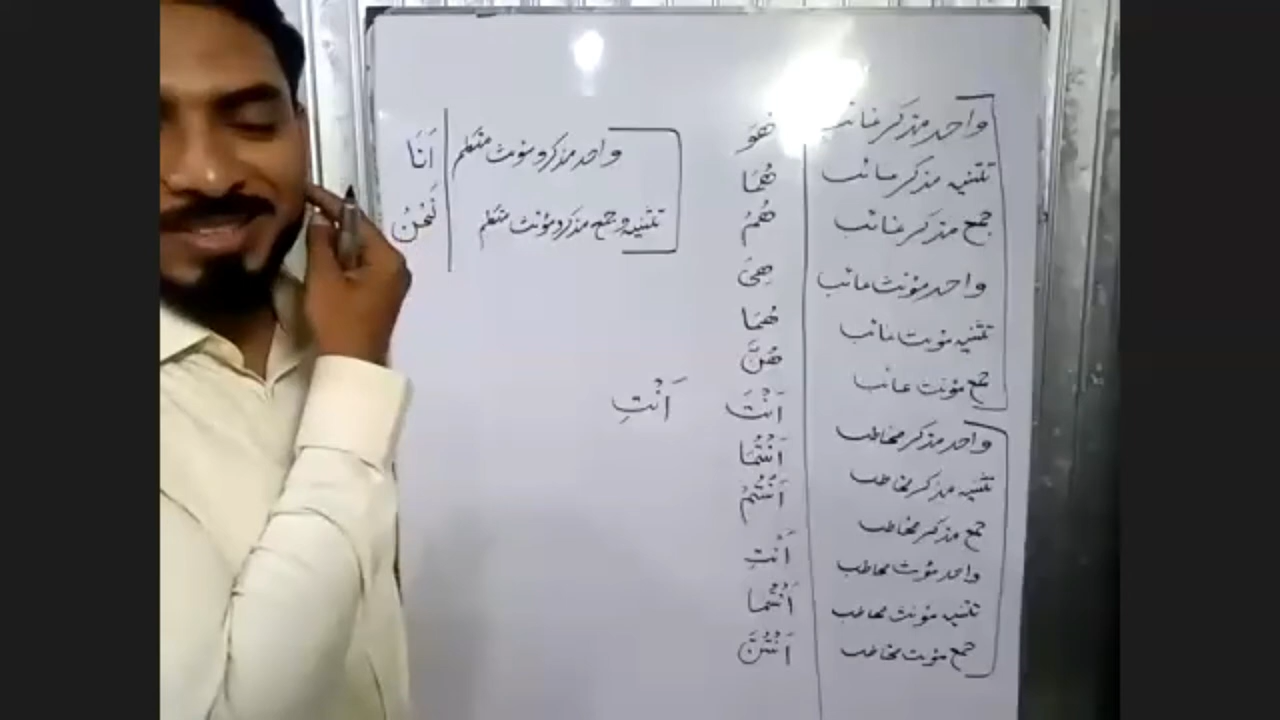 واحد مذکر غائب هُوَ
تثنیہ مذکر غائب هُمَا
جمع مذکر غائب هُمْ
واحد مؤنث غائب هِیَ
تثنیہ مؤنث غائب هُمَا
جمع مؤنث غائب هُنَّ
واحد مذکر مخاطب اَنْتَ اَنْتِ
تثنیہ مذکر مخاطب اَنْتُمَا
جمع مذکر مخاطب اَنْتُمْ
واحد مؤنث مخاطب اَنْتِ
تثنیہ مؤنث مخاطب اَنْتُمَا
جمع مؤنث مخاطب اَنْتُنَّ
واحد مذکر و مؤنث متکلم اَنَا
تثنیہ و جمع مذکر و مؤنث متکلم نَحْنُ